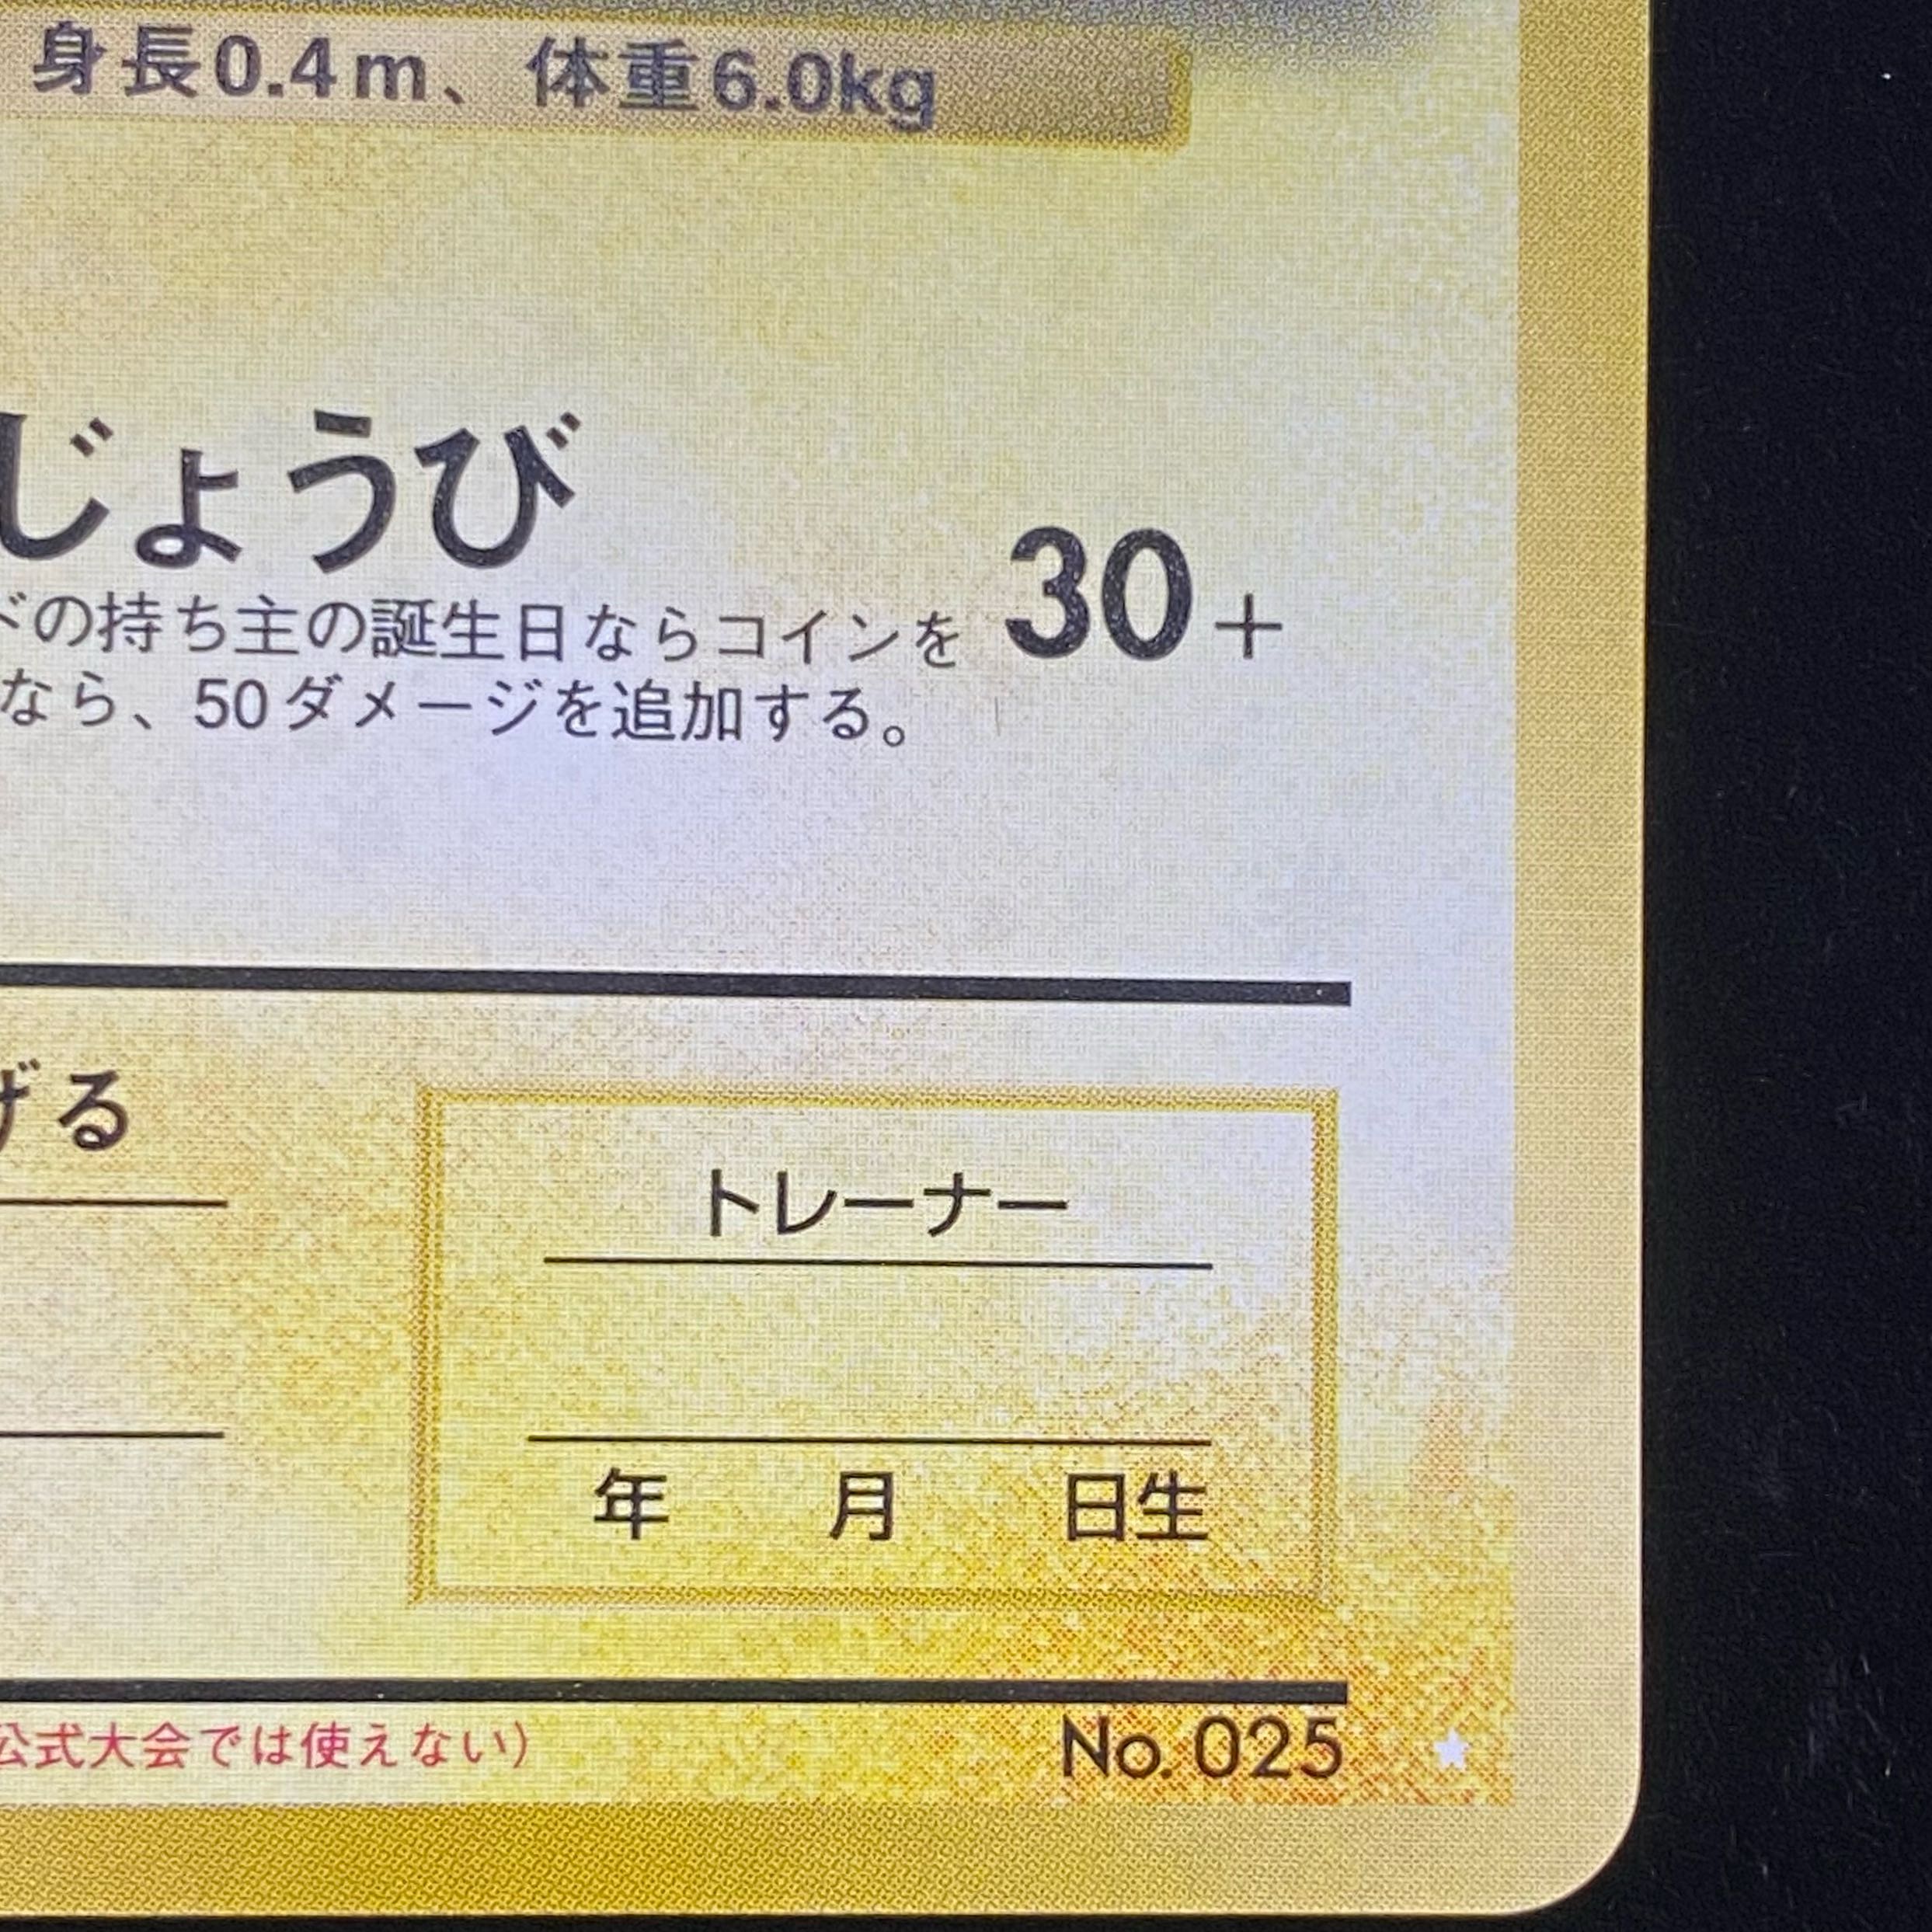 身長0.4m、体重6.0kg
じょうび
ドの持ち主の誕生日ならコインを
30+
なら、50ダメージを追加する。
げる
トレーナー
年 月 日生
公式大会では使えない）
No.025